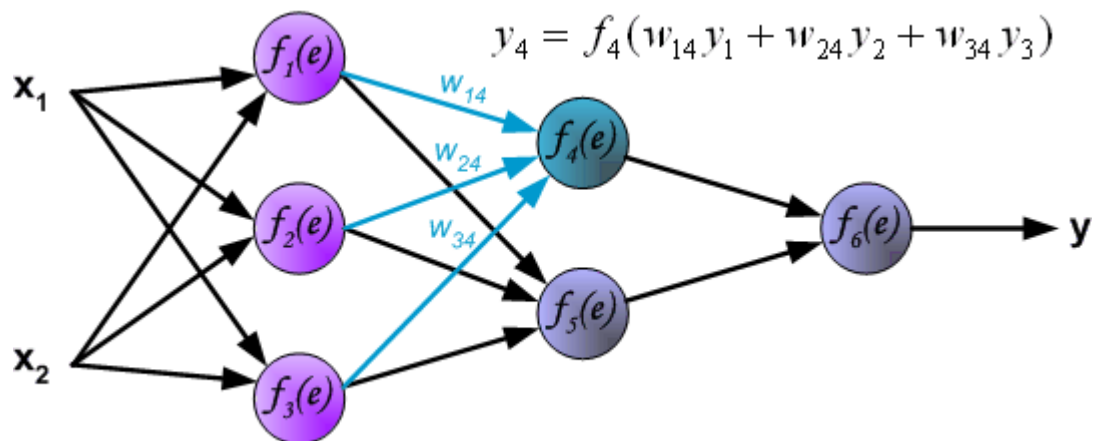 y₄ = f₄(w₁₄y₁ + w₂₄y₂ + w₃₄y₃)
f₁(e)
x₁
w₁₄
f₄(e)
w₂₄
f₂(e)
w₃₄
f₆(e)
y
f₅(e)
x₂
f₃(e)